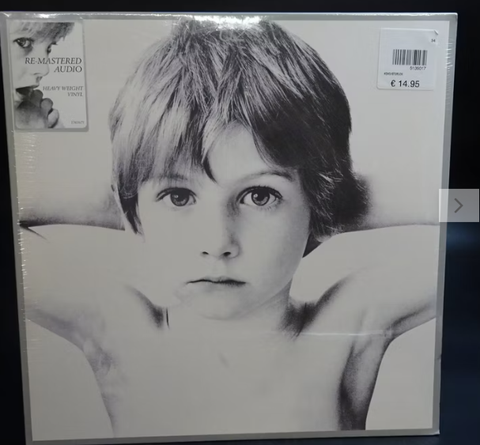 RE-MASTERED
AUDIO
HEAVY WEIGHT
VINYL
€ 14.95